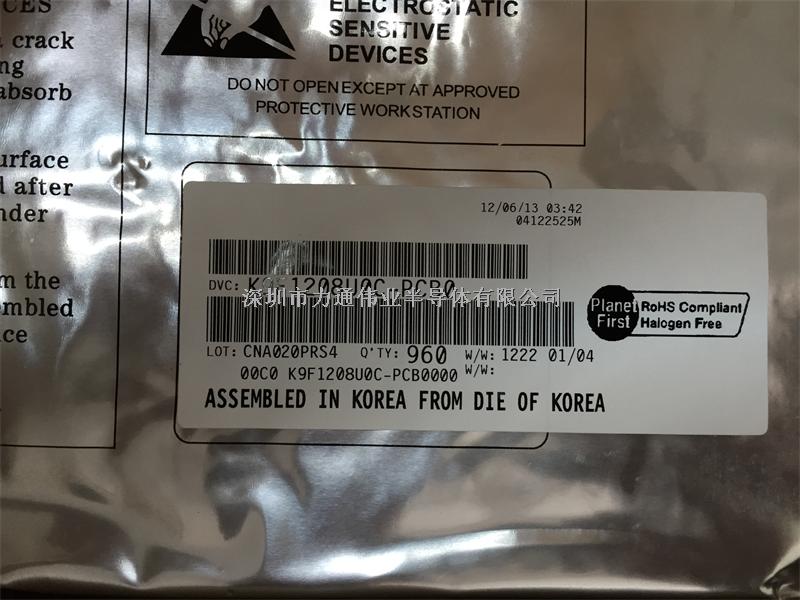 CES
crack
ng
absorb
urface
d after
nder
m the
mbled
ce
ELECTROSTATIC
SENSITIVE
DEVICES
DO NOT OPEN EXCEPT AT APPROVED
PROTECTIVE WORKSTATION
12/06/13 03:42
04122525M
DVC: K9F1208U0C-PCB0
深圳市力通伟业半导体有限公司
Planet First
RoHS Compliant
Halogen Free
LOT: CNA020PRS4 Q'TY: 960 W/W: 1222 01/04
00C0 K9F1208U0C-PCB0000 W/W:
ASSEMBLED IN KOREA FROM DIE OF KOREA